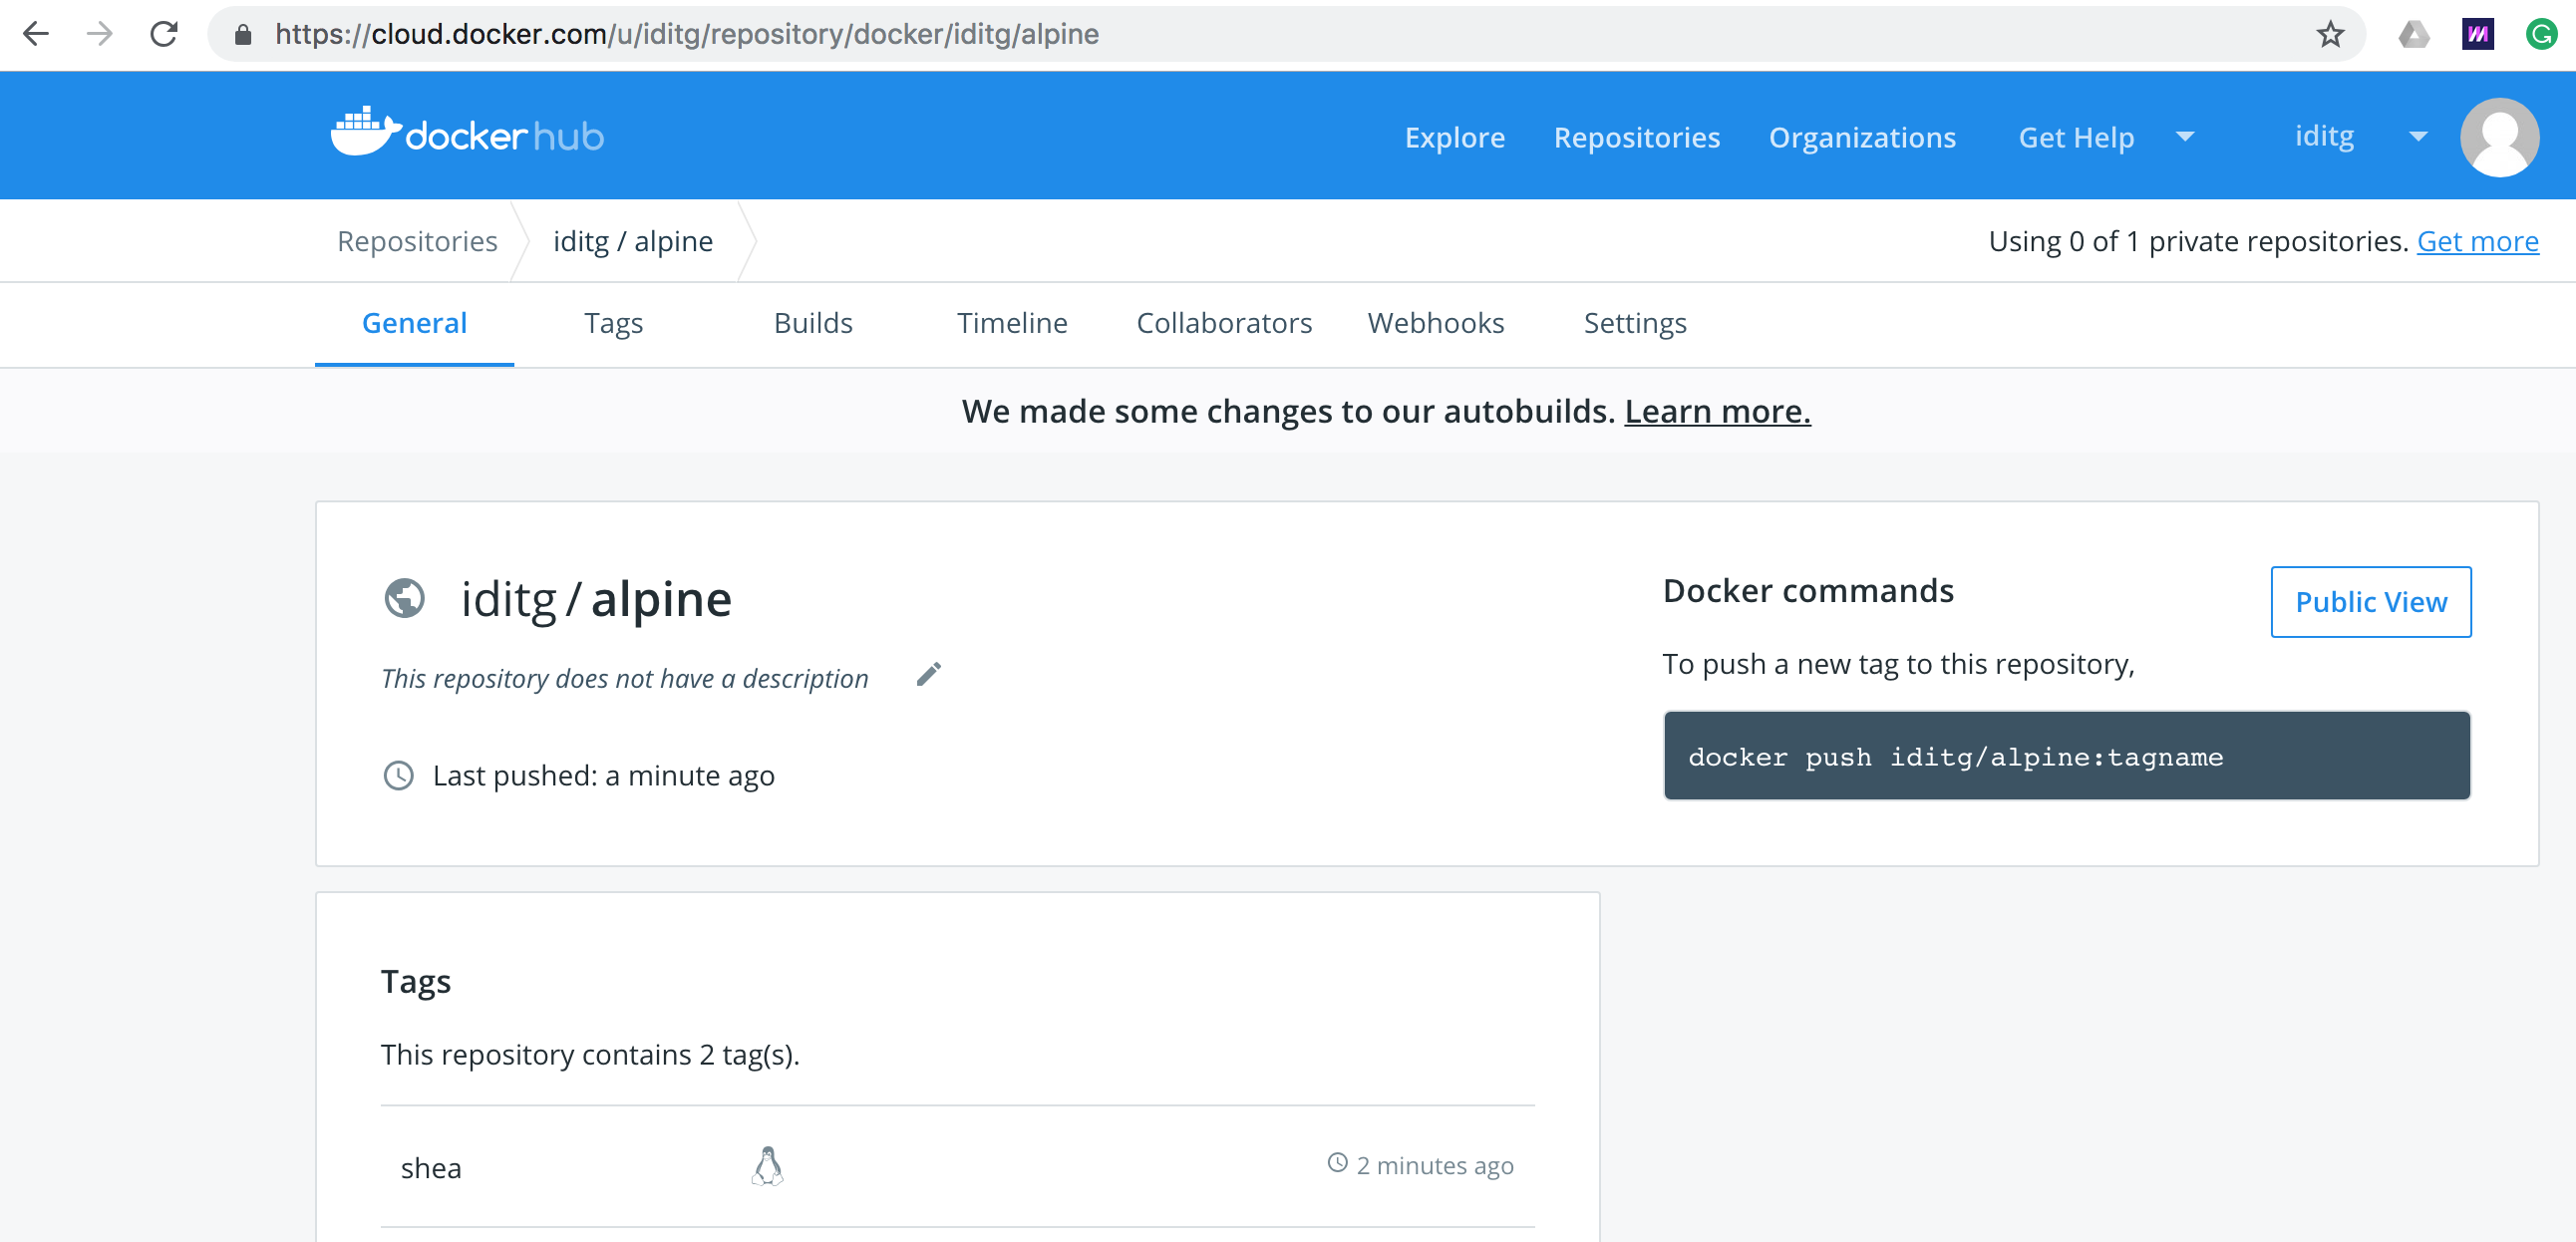 https://cloud.docker.com/u/iditg/repository/docker/iditg/alpine
docker hub
Explore Repositories Organizations Get Help iditg
Repositories iditg / alpine Using 0 of 1 private repositories. Get more
General Tags Builds Timeline Collaborators Webhooks Settings
We made some changes to our autobuilds. Learn more.
iditg / alpine
This repository does not have a description
Last pushed: a minute ago
Docker commands
Public View
To push a new tag to this repository,
docker push iditg/alpine:tagname
Tags
This repository contains 2 tag(s).
shea 2 minutes ago